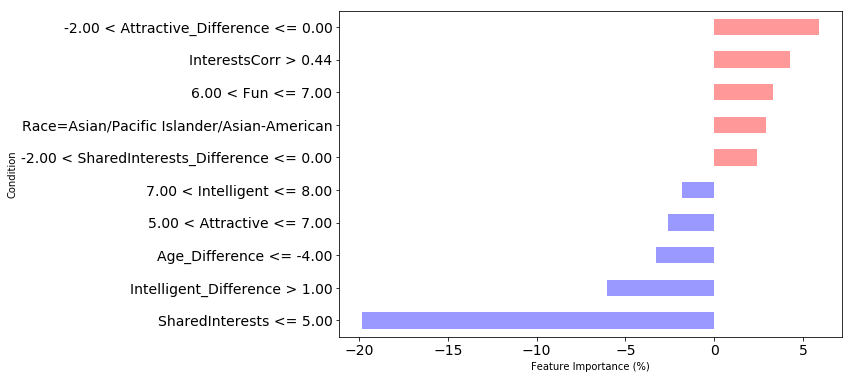 -2.00 < Attractive_Difference <= 0.00
InterestsCorr > 0.44
6.00 < Fun <= 7.00
Race=Asian/Pacific Islander/Asian-American
-2.00 < SharedInterests_Difference <= 0.00
7.00 < Intelligent <= 8.00
5.00 < Attractive <= 7.00
Age_Difference <= -4.00
Intelligent_Difference > 1.00
SharedInterests <= 5.00
Condition
−20 −15 −10 −5 0 5
Feature Importance (%)